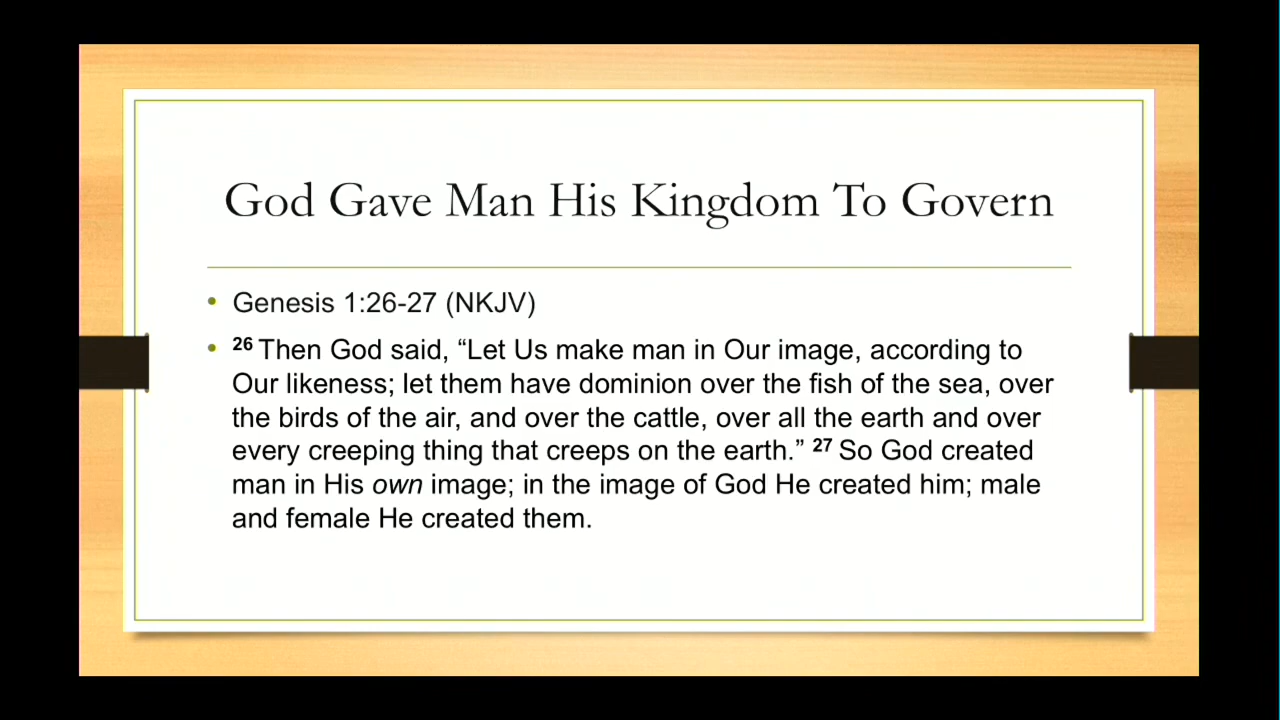 God Gave Man His Kingdom To Govern
• Genesis 1:26-27 (NKJV)
• 26 Then God said, “Let Us make man in Our image, according to
Our likeness; let them have dominion over the fish of the sea, over
the birds of the air, and over the cattle, over all the earth and over
every creeping thing that creeps on the earth.” 27 So God created
man in His own image; in the image of God He created him; male
and female He created them.